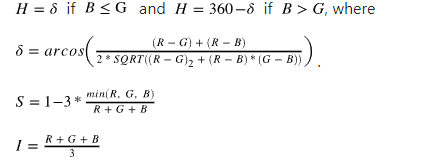 H = δ if B ≤ G and H = 360−δ if B > G, where
δ = arcos( (R − G) + (R − B) / 2 * SQRT((R − G)₂ + (R − B) * (G − B)) ) .
S = 1−3 * min(R, G, B) / R + G + B
I = R + G + B / 3